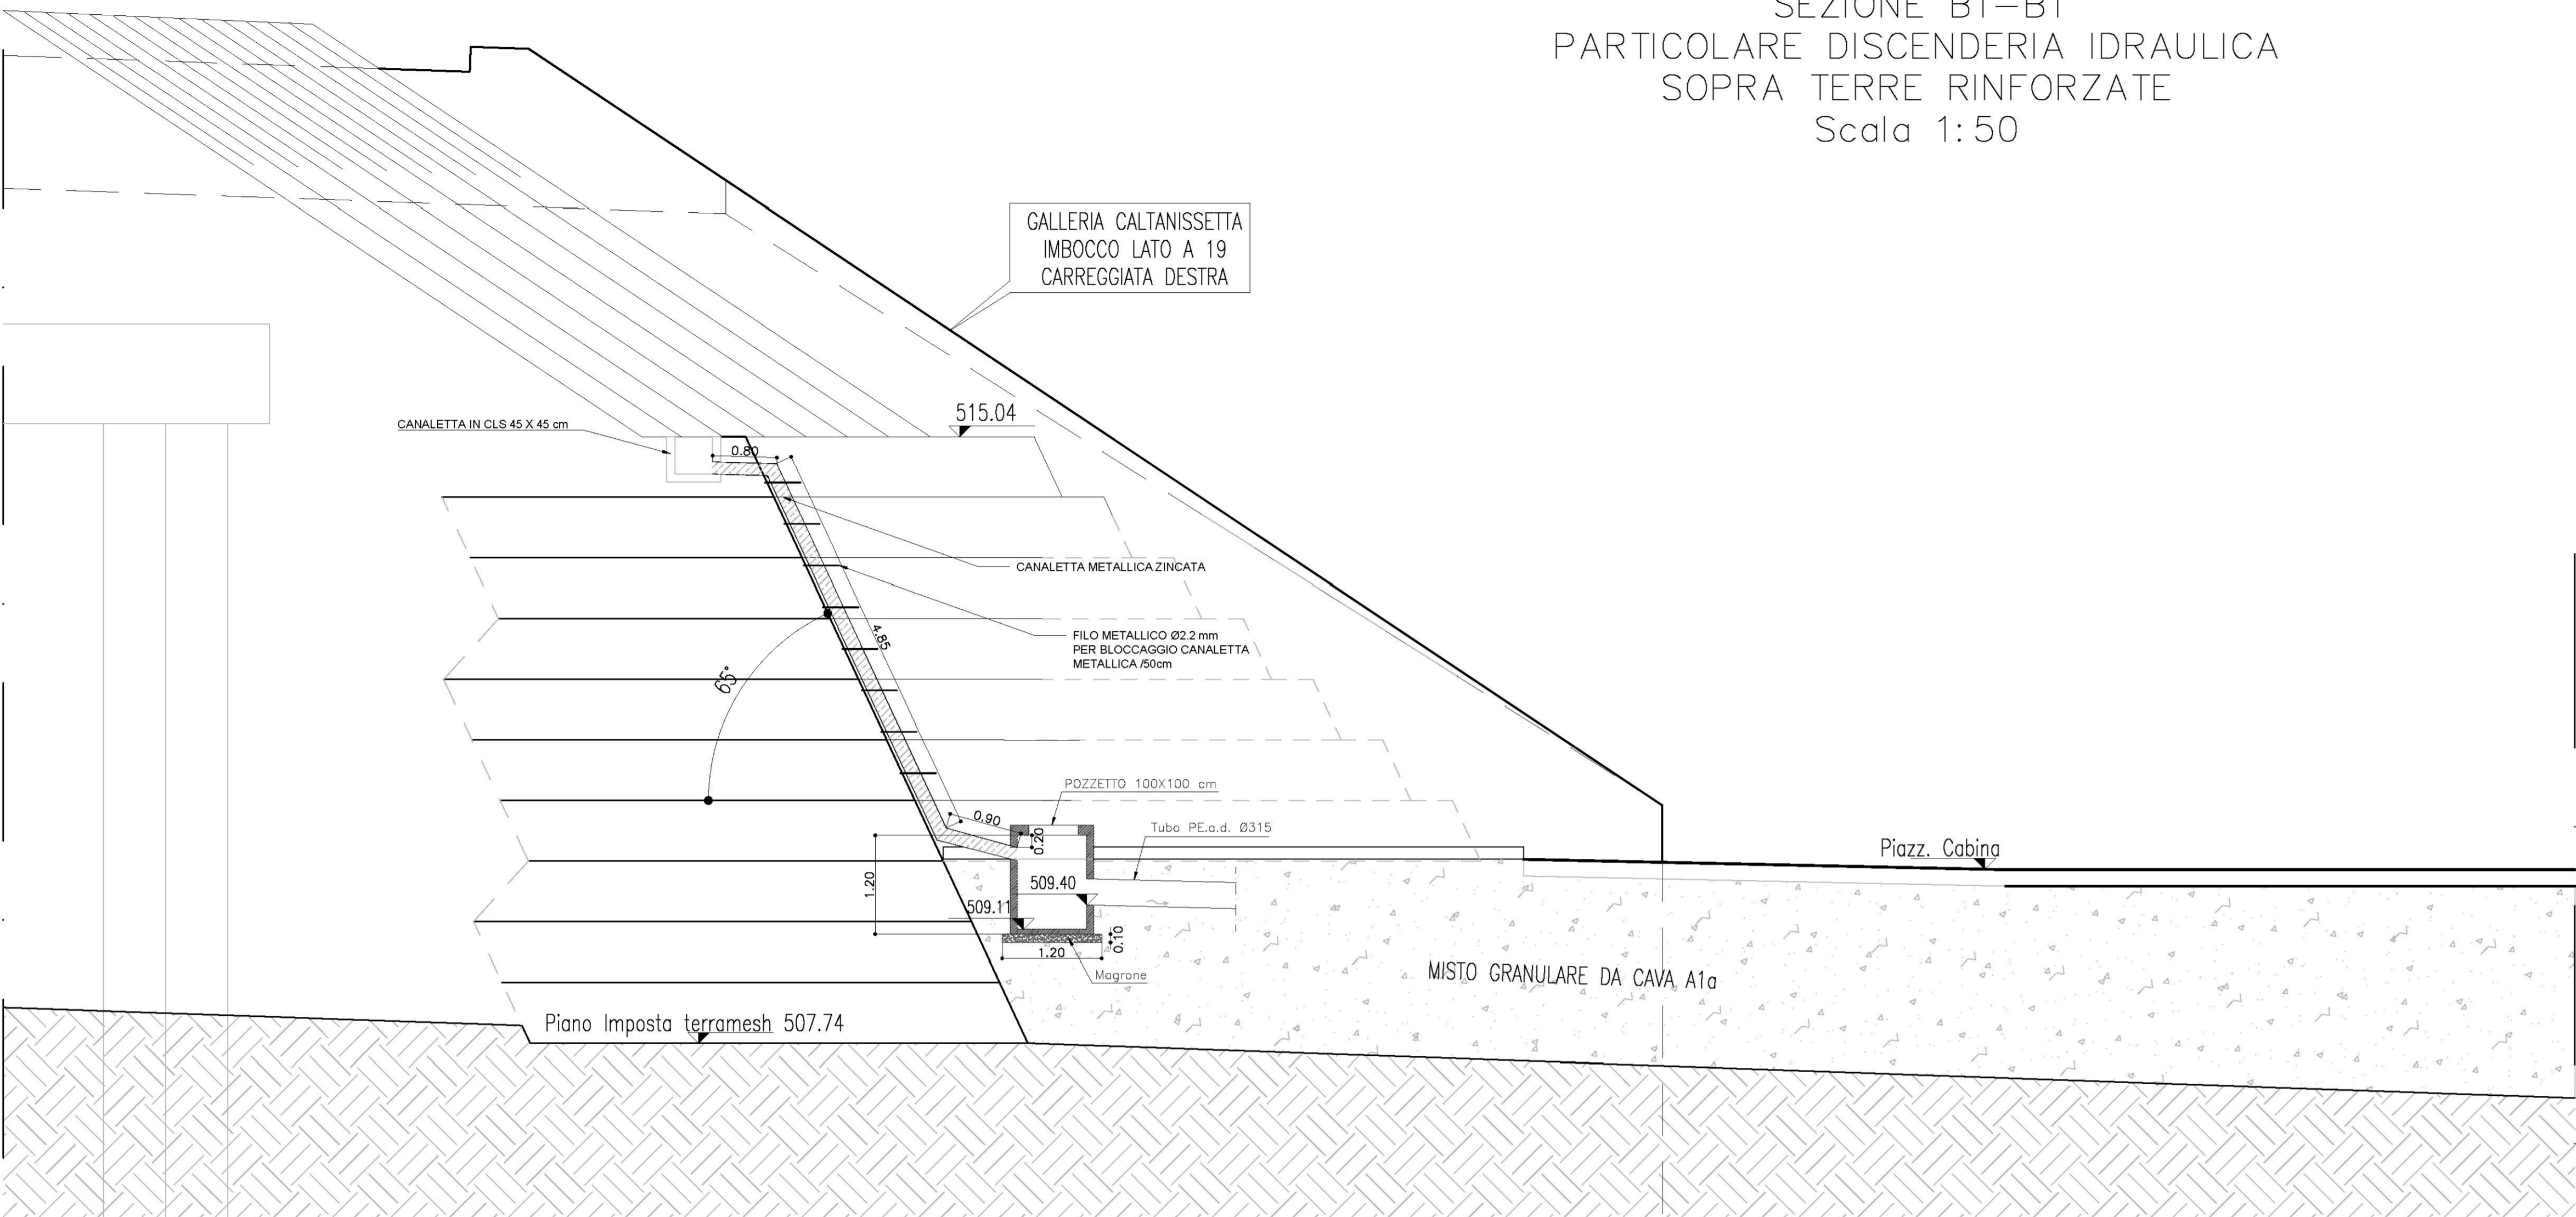 SEZIONE B1-B1
PARTICOLARE DISCENDERIA IDRAULICA
SOPRA TERRE RINFORZATE
Scala 1:50
GALLERIA CALTANISSETTA
IMBOCCO LATO A 19
CARREGGIATA DESTRA
515.04
CANALETTA IN CLS 45 X 45 cm
0.80
CANALETTA METALLICA ZINCATA
FILO METALLICO Ø2.2 mm
PER BLOCCAGGIO CANALETTA
METALLICA /50cm
4.85
65°
POZZETTO 100X100 cm
0.90
0.20
Tubo PE.a.d. Ø315
Piazz. Cabina
1.20
509.40
509.11
0.10
1.20
Magrone
MISTO GRANULARE DA CAVA A1a
Piano Imposta terramesh 507.74